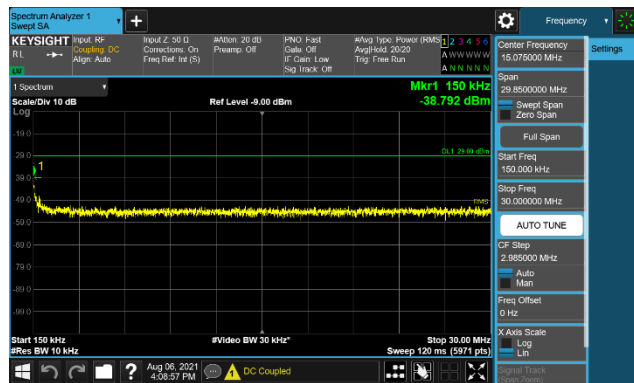 Spectrum Analyzer 1
Swept SA
Frequency
KEYSIGHT
RL
Input: RF
Coupling: DC
Align: Auto
Input Z: 50 Ω
Corrections: On
Freq Ref: Int (S)
#Atten: 20 dB
Preamp: Off
PNO: Fast
Gate: Off
IF Gain: Low
Sig Track: Off
#Avg Type: Power (RMS
Avg|Hold: 20/20
Trig: Free Run
1 2 3 4 5 6
A W W W W W
A N N N N N
LW
1 Spectrum
Scale/Div 10 dB
Log
Ref Level -9.00 dBm
Mkr1 150 kHz
-38.792 dBm
DL1 -29.00 dBm
1
RMS
-19.0
-29.0
-39.0
-49.0
-59.0
-69.0
-79.0
-89.0
-99.0
Start 150 kHz
#Res BW 10 kHz
#Video BW 30 kHz*
Stop 30.00 MHz
Sweep 120 ms (5971 pts)
Center Frequency
15.075000 MHz
Settings
Span
29.8500000 MHz
Swept Span
Zero Span
Full Span
Start Freq
150.000 kHz
Stop Freq
30.000000 MHz
AUTO TUNE
CF Step
2.985000 MHz
Auto
Man
Freq Offset
0 Hz
X Axis Scale
Log
Lin
Signal Track
(Span Zoom)
?
Aug 06, 2021
4:08:57 PM
DC Coupled